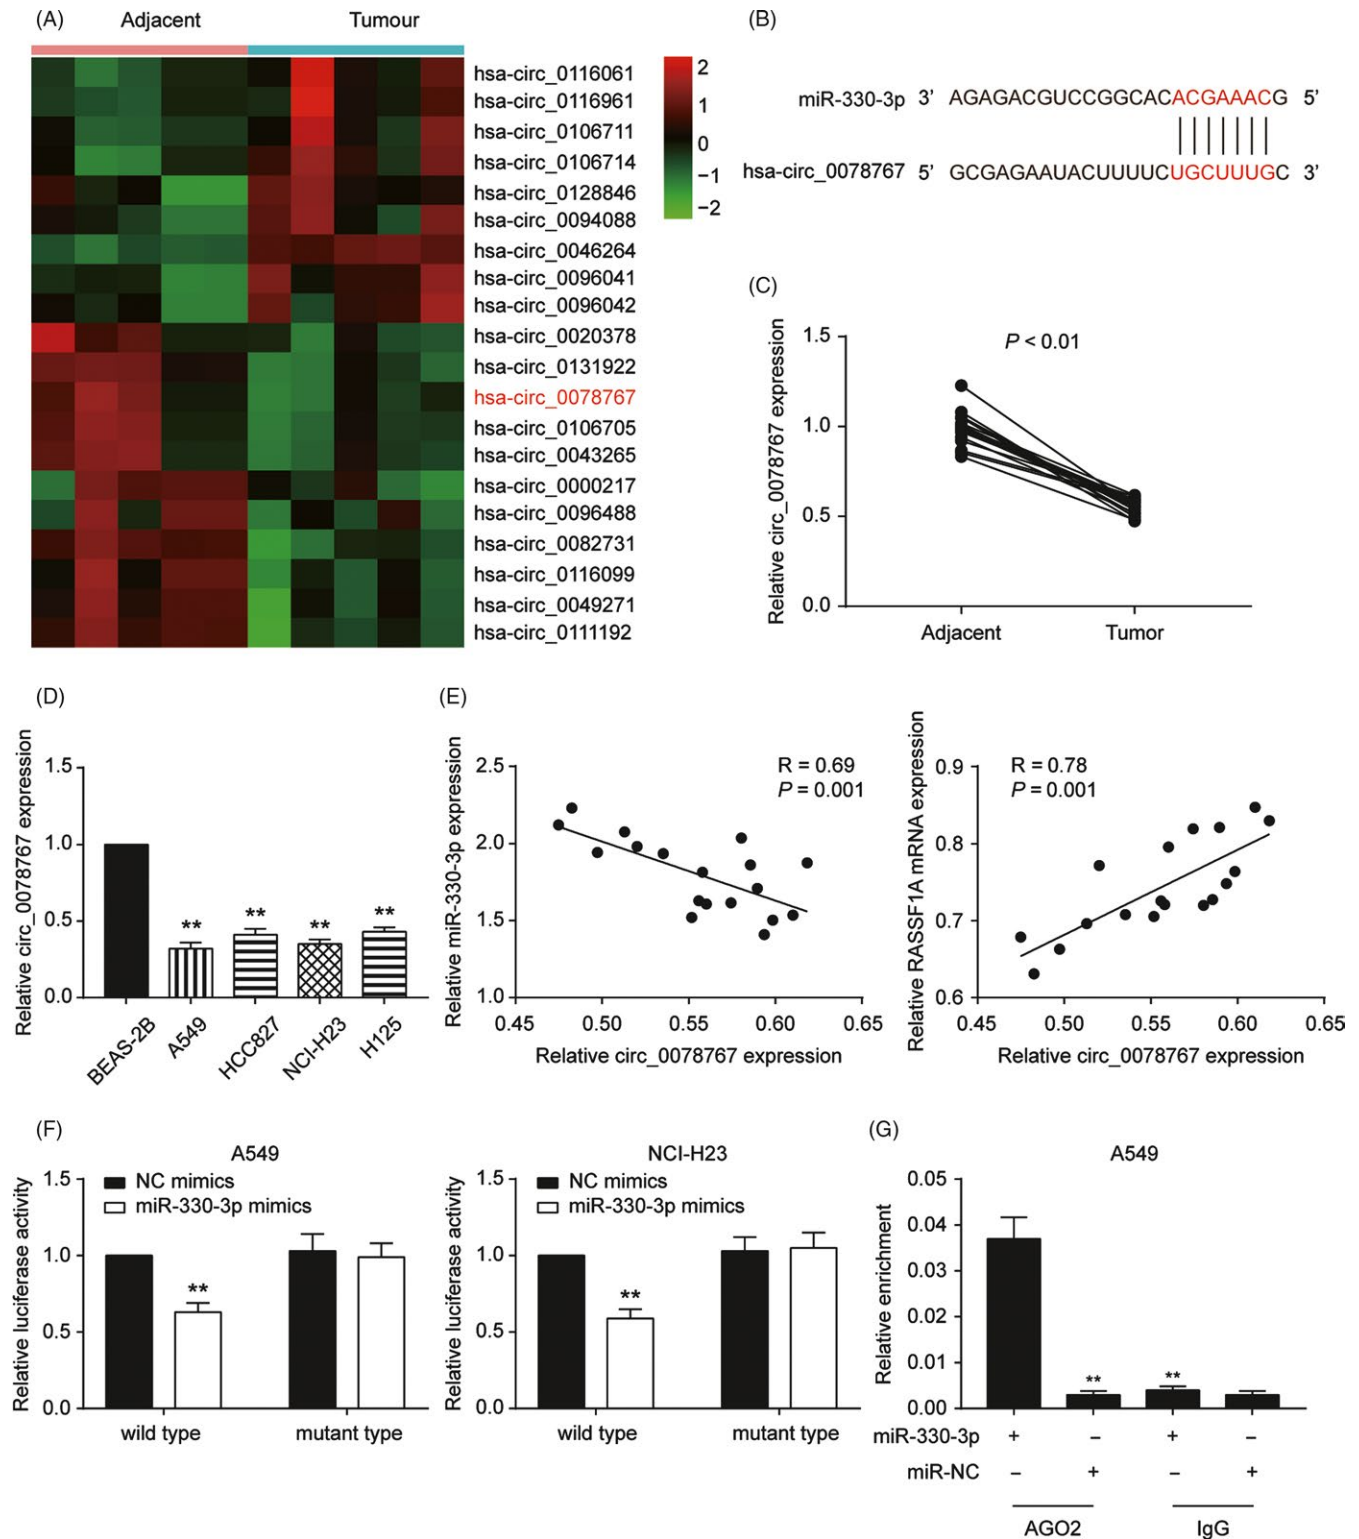 (A)
Adjacent Tumour
hsa-circ_0116061
hsa-circ_0116961
hsa-circ_0106711
hsa-circ_0106714
hsa-circ_0128846
hsa-circ_0094088
hsa-circ_0046264
hsa-circ_0096041
hsa-circ_0096042
hsa-circ_0020378
hsa-circ_0131922
hsa-circ_0078767
hsa-circ_0106705
hsa-circ_0043265
hsa-circ_0000217
hsa-circ_0096488
hsa-circ_0082731
hsa-circ_0116099
hsa-circ_0049271
hsa-circ_0111192
2
1
0
−1
−2
(B)
miR-330-3p 3’ AGAGACGUCCGGCACACGAAACG 5’
hsa-circ_0078767 5’ GCGAGAAUACUUUUCUGCUUUGC 3’
(C)
Relative circ_0078767 expression
1.5
1.0
0.5
0.0
P < 0.01
Adjacent Tumor
(D)
Relative circ_0078767 expression
1.5
1.0
0.5
0.0
** ** ** **
BEAS-2B A549 HCC827 NCI-H23 H125
(E)
Relative miR-330-3p expression
2.5
2.0
1.5
1.0
R = 0.69
P = 0.001
0.45 0.50 0.55 0.60 0.65
Relative circ_0078767 expression
Relative RASSF1A mRNA expression
0.9
0.8
0.7
0.6
R = 0.78
P = 0.001
0.45 0.50 0.55 0.60 0.65
Relative circ_0078767 expression
(F)
A549
Relative luciferase activity
1.5
1.0
0.5
0.0
NC mimics
miR-330-3p mimics
**
wild type mutant type
NCI-H23
Relative luciferase activity
1.5
1.0
0.5
0.0
NC mimics
miR-330-3p mimics
**
wild type mutant type
(G)
A549
Relative enrichment
0.05
0.04
0.03
0.02
0.01
0.00
** **
miR-330-3p + − + −
miR-NC − + − +
AGO2 IgG